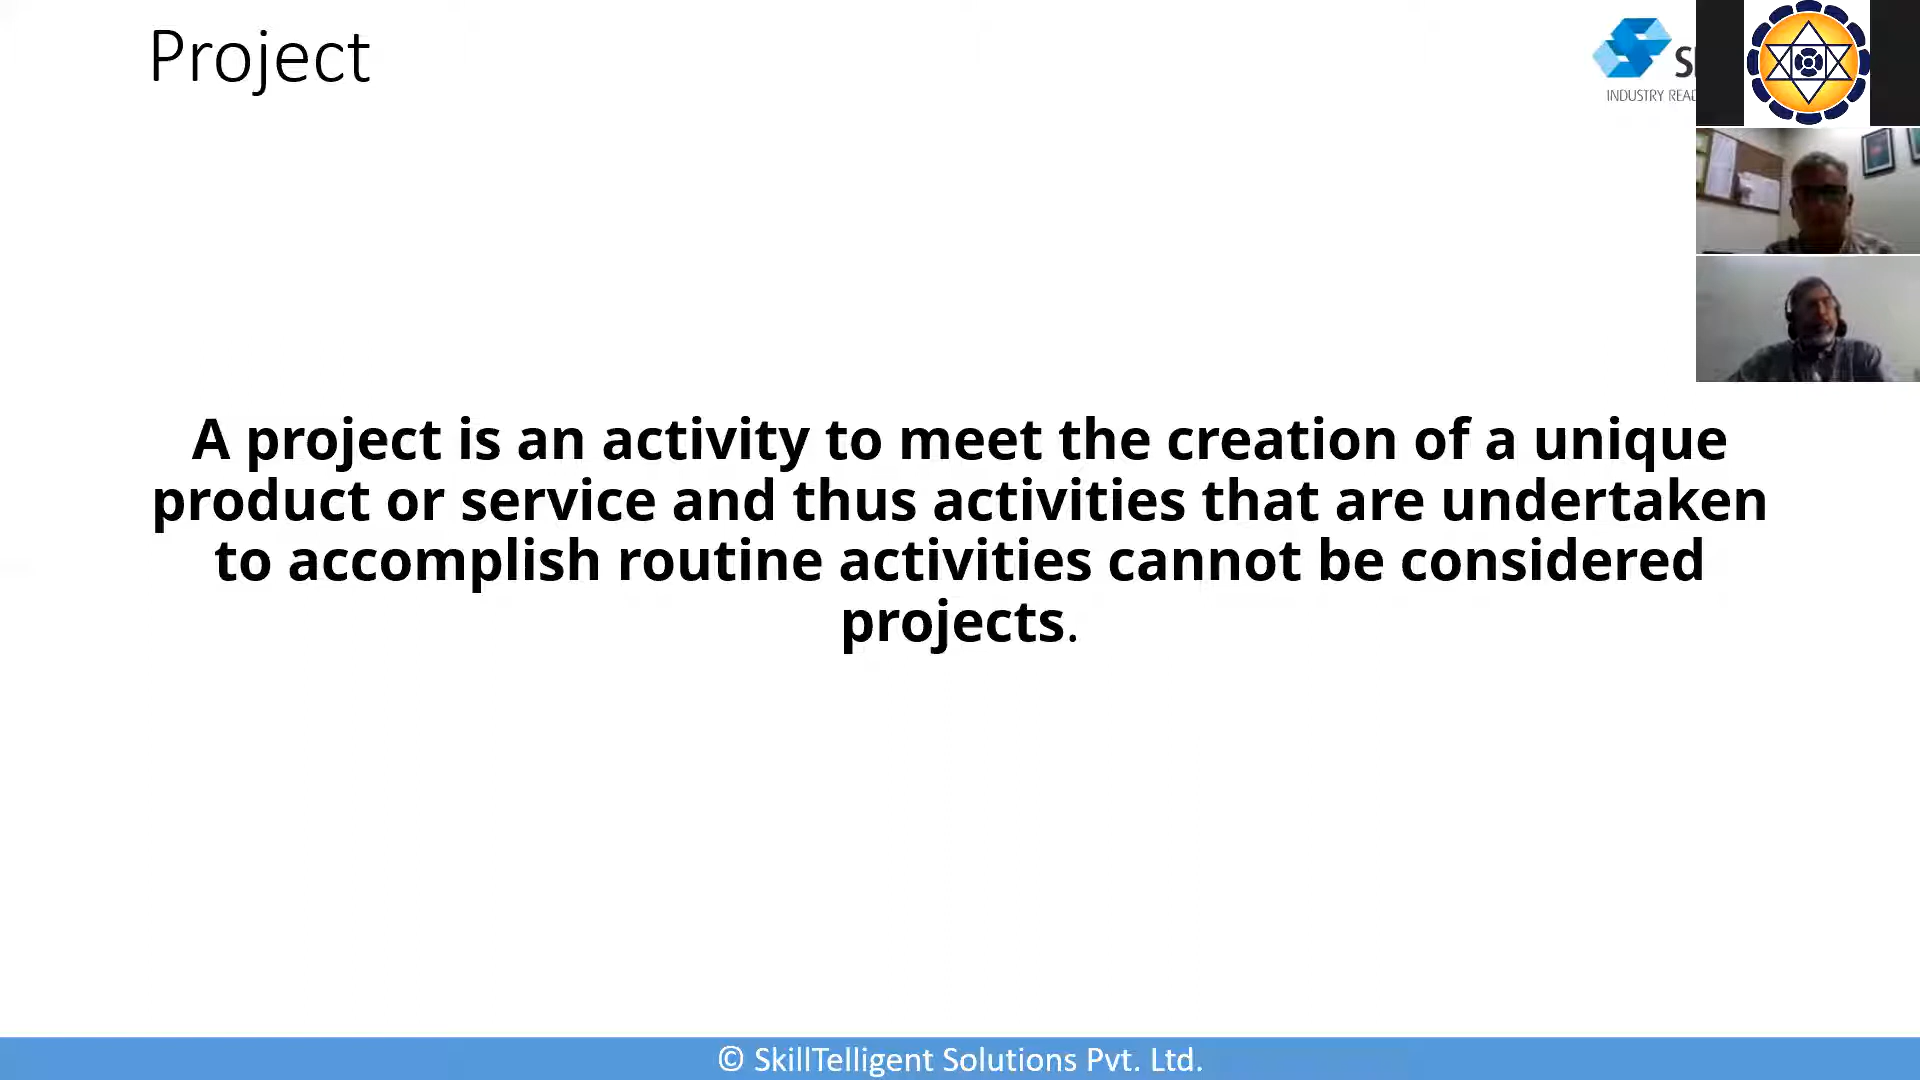 Project
INDUSTRY
A project is an activity to meet the creation of a unique
product or service and thus activities that are undertaken
to accomplish routine activities cannot be considered
projects.
© SkillTelligent Solutions Pvt. Ltd.